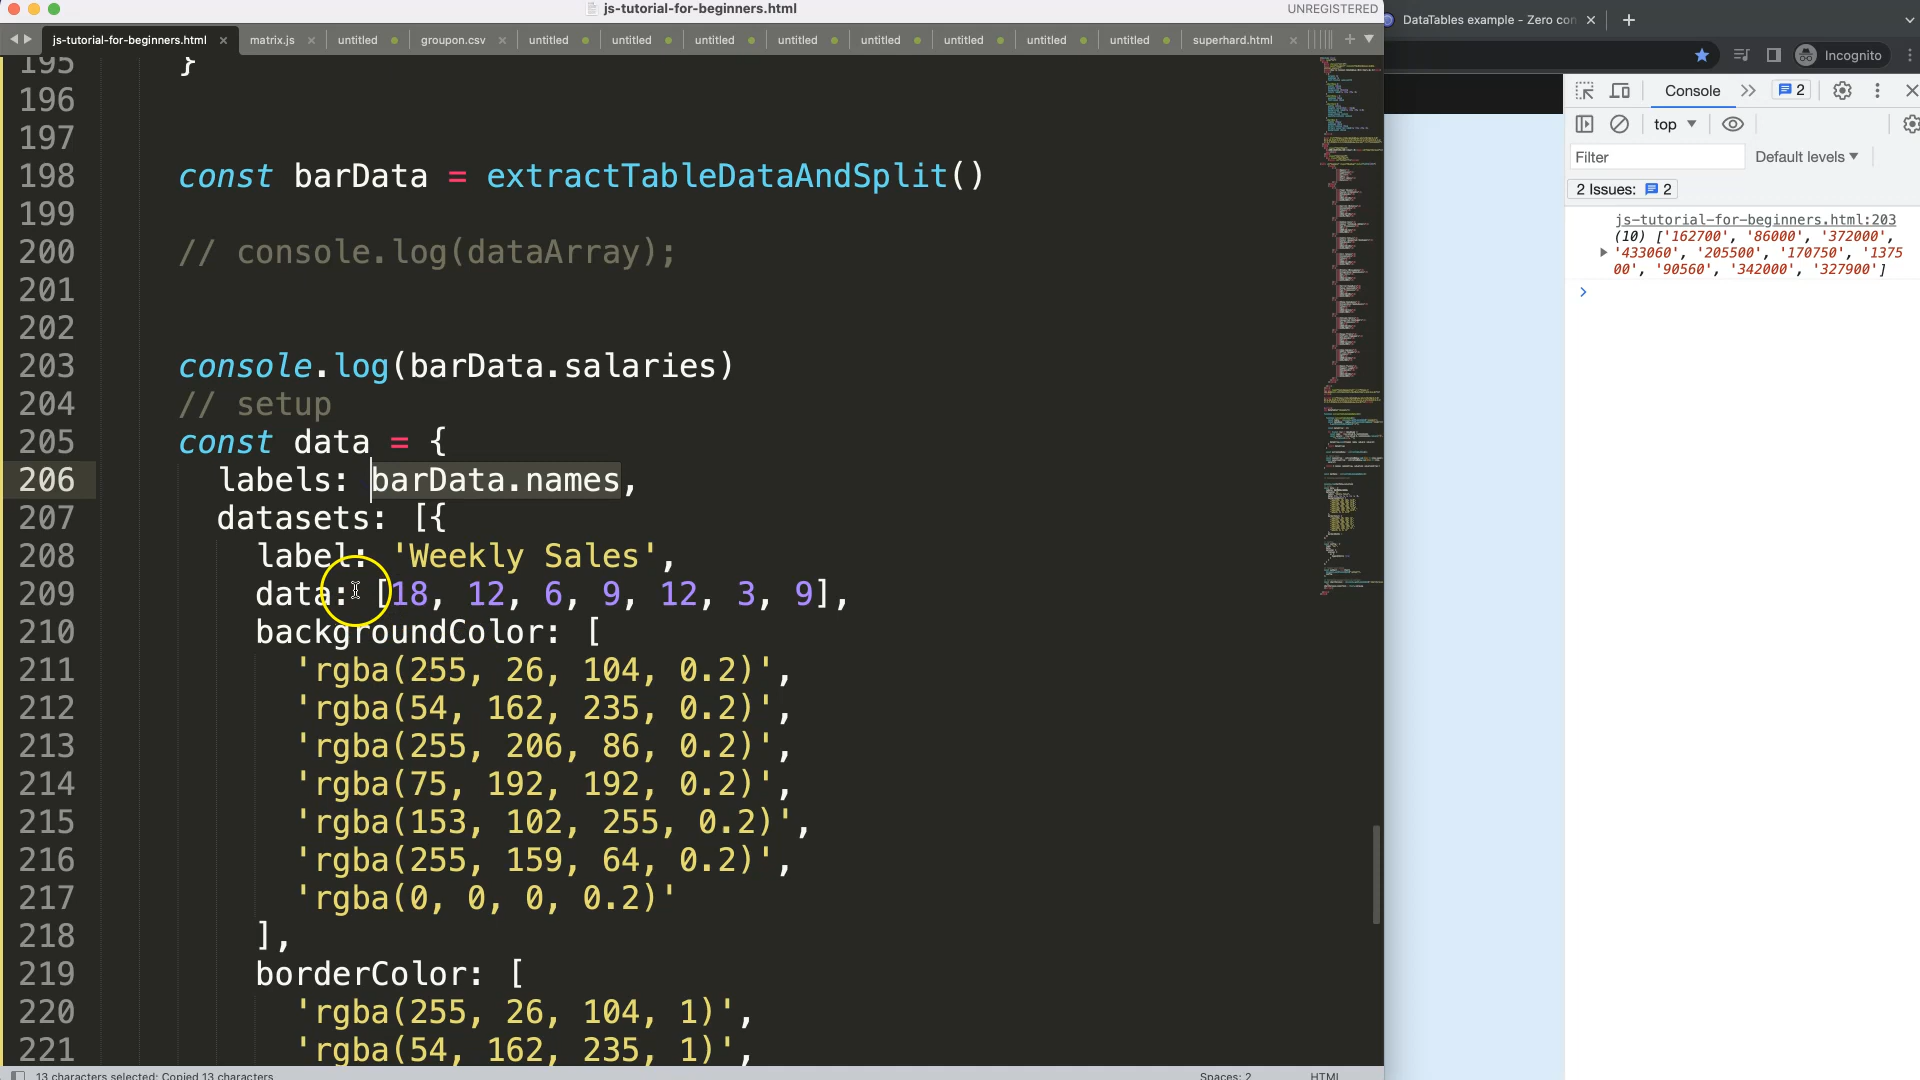 js-tutorial-for-beginners.html
UNREGISTERED
js-tutorial-for-beginners.html
matrix.js
untitled
groupon.csv
untitled
untitled
untitled
untitled
untitled
untitled
untitled
untitled
superhard.html
DataTables example - Zero con
Incognito
195 }
196
197
198 const barData = extractTableDataAndSplit()
199
200 // console.log(dataArray);
201
202
203 console.log(barData.salaries)
204 // setup
205 const data = {
206 labels: barData.names,
207 datasets: [{
208 label: 'Weekly Sales',
209 data: [18, 12, 6, 9, 12, 3, 9],
210 backgroundColor: [
211 'rgba(255, 26, 104, 0.2)',
212 'rgba(54, 162, 235, 0.2)',
213 'rgba(255, 206, 86, 0.2)',
214 'rgba(75, 192, 192, 0.2)',
215 'rgba(153, 102, 255, 0.2)',
216 'rgba(255, 159, 64, 0.2)',
217 'rgba(0, 0, 0, 0.2)'
218 ],
219 borderColor: [
220 'rgba(255, 26, 104, 1)',
221 'rgba(54, 162, 235, 1)',
13 characters selected: Copied 13 characters
Spaces: 2
HTML
Console
2
top
Filter
Default levels
2 Issues: 2
js-tutorial-for-beginners.html:203
(10) ['162700', '86000', '372000',
'433060', '205500', '170750', '1375
00', '90560', '342000', '327900']